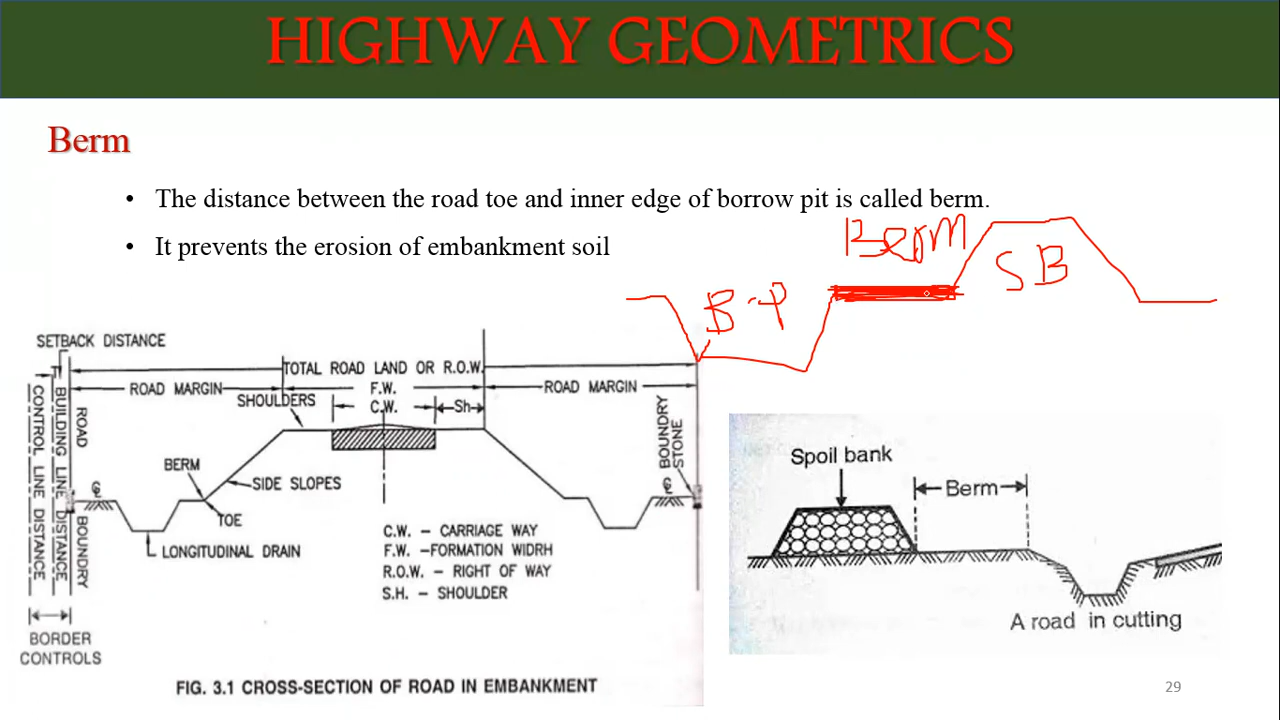 HIGHWAY GEOMETRICS
Berm
• The distance between the road toe and inner edge of borrow pit is called berm.
• It prevents the erosion of embankment soil
Berm
S B
B-P
SETBACK DISTANCE
TOTAL ROAD LAND OR R.O.W.
ROAD MARGIN
F.W.
ROAD MARGIN
SHOULDERS
C.W.
Sh
CONTROL LINE DISTANCE
BUILDING LINE DISTANCE
ROAD BOUNDRY
BOUNDRY STONE
BERM
SIDE SLOPES
TOE
LONGITUDINAL DRAIN
C.W. - CARRIAGE WAY
F.W. -FORMATION WIDRH
R.O.W. - RIGHT OF WAY
S.H. - SHOULDER
BORDER
CONTROLS
FIG. 3.1 CROSS-SECTION OF ROAD IN EMBANKMENT
Spoil bank
Berm
A road in cutting
29